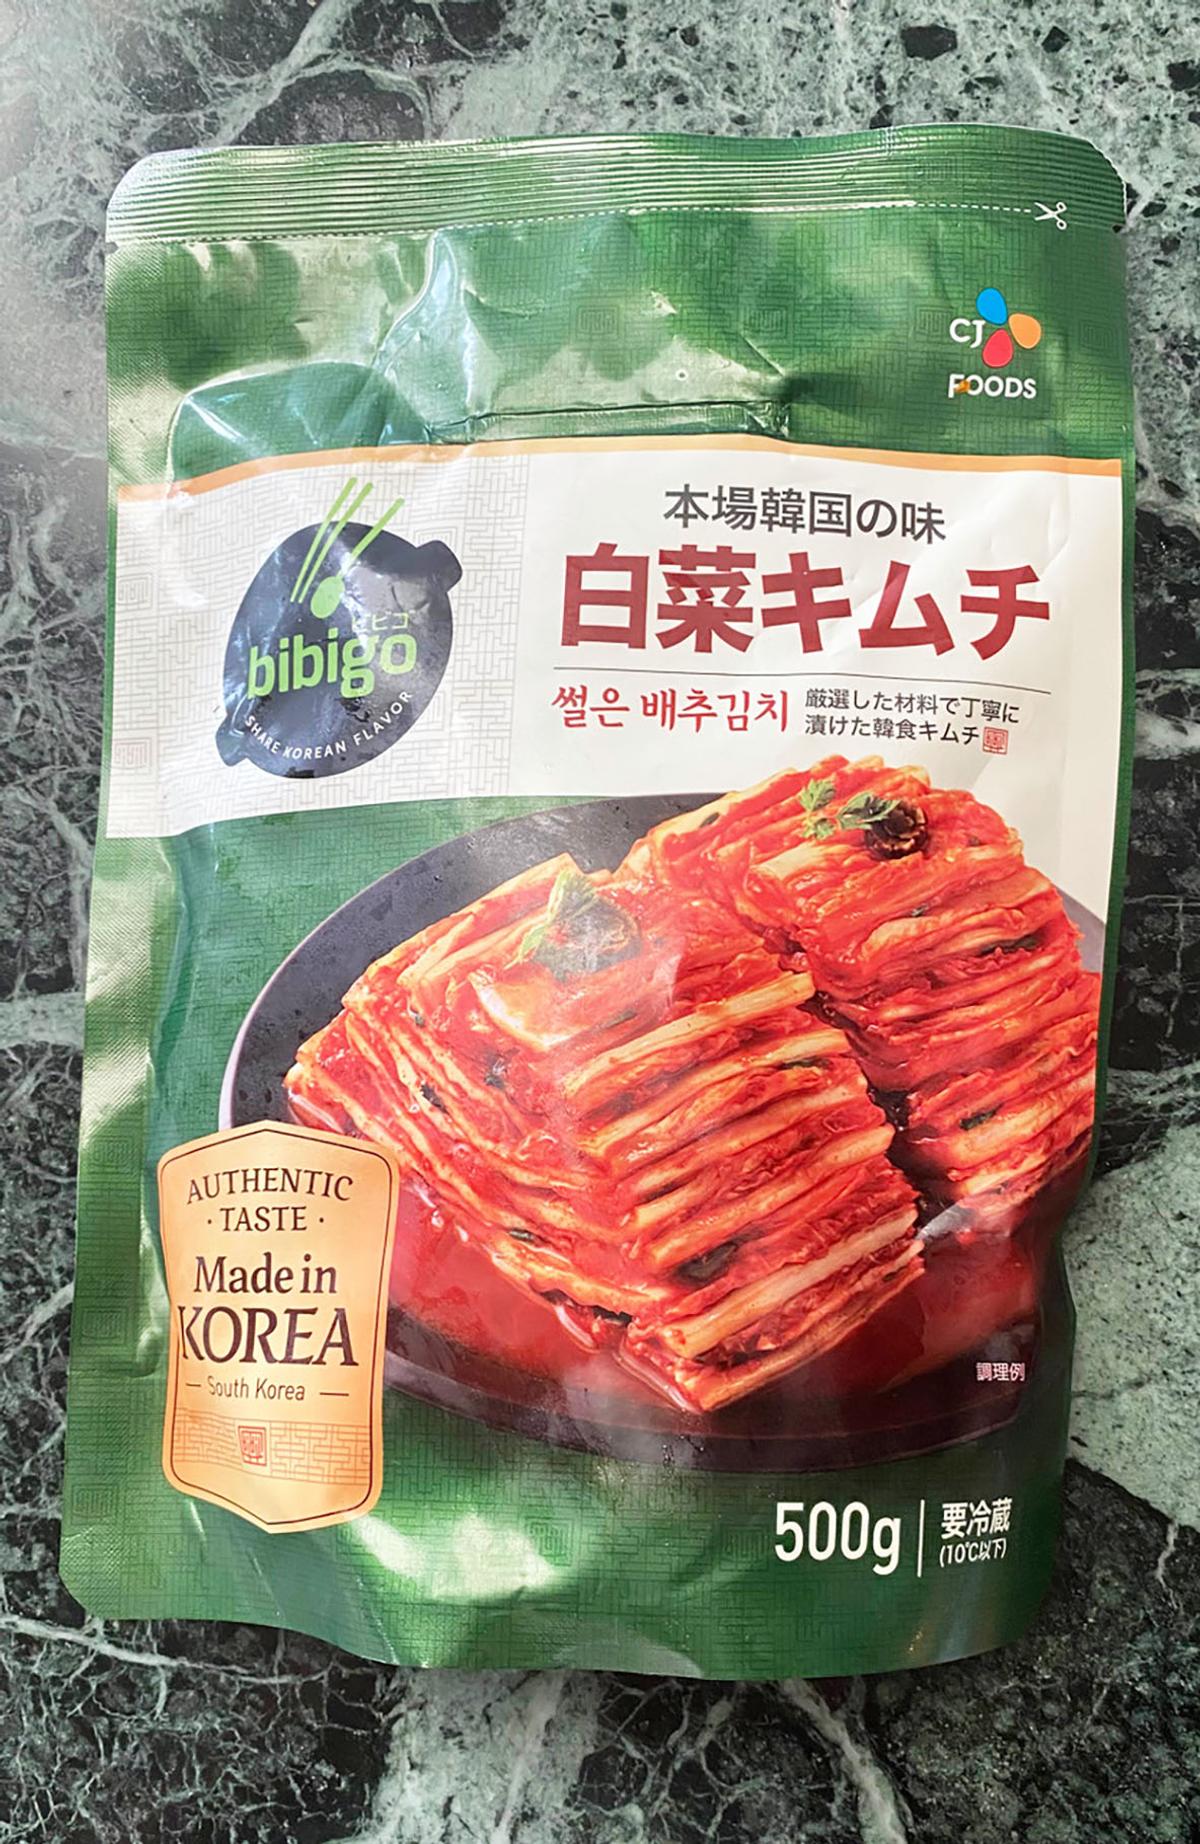 CJ
FOODS
本場韓国の味
白菜キムチ
썰은 배추김치
厳選した材料で丁寧に
漬けた韓食キムチ
ビビゴ
bibigo
SHARE KOREAN FLAVOR
AUTHENTIC
· TASTE ·
Made in
KOREA
South Korea
調理例
500g
要冷蔵
(10℃以下)